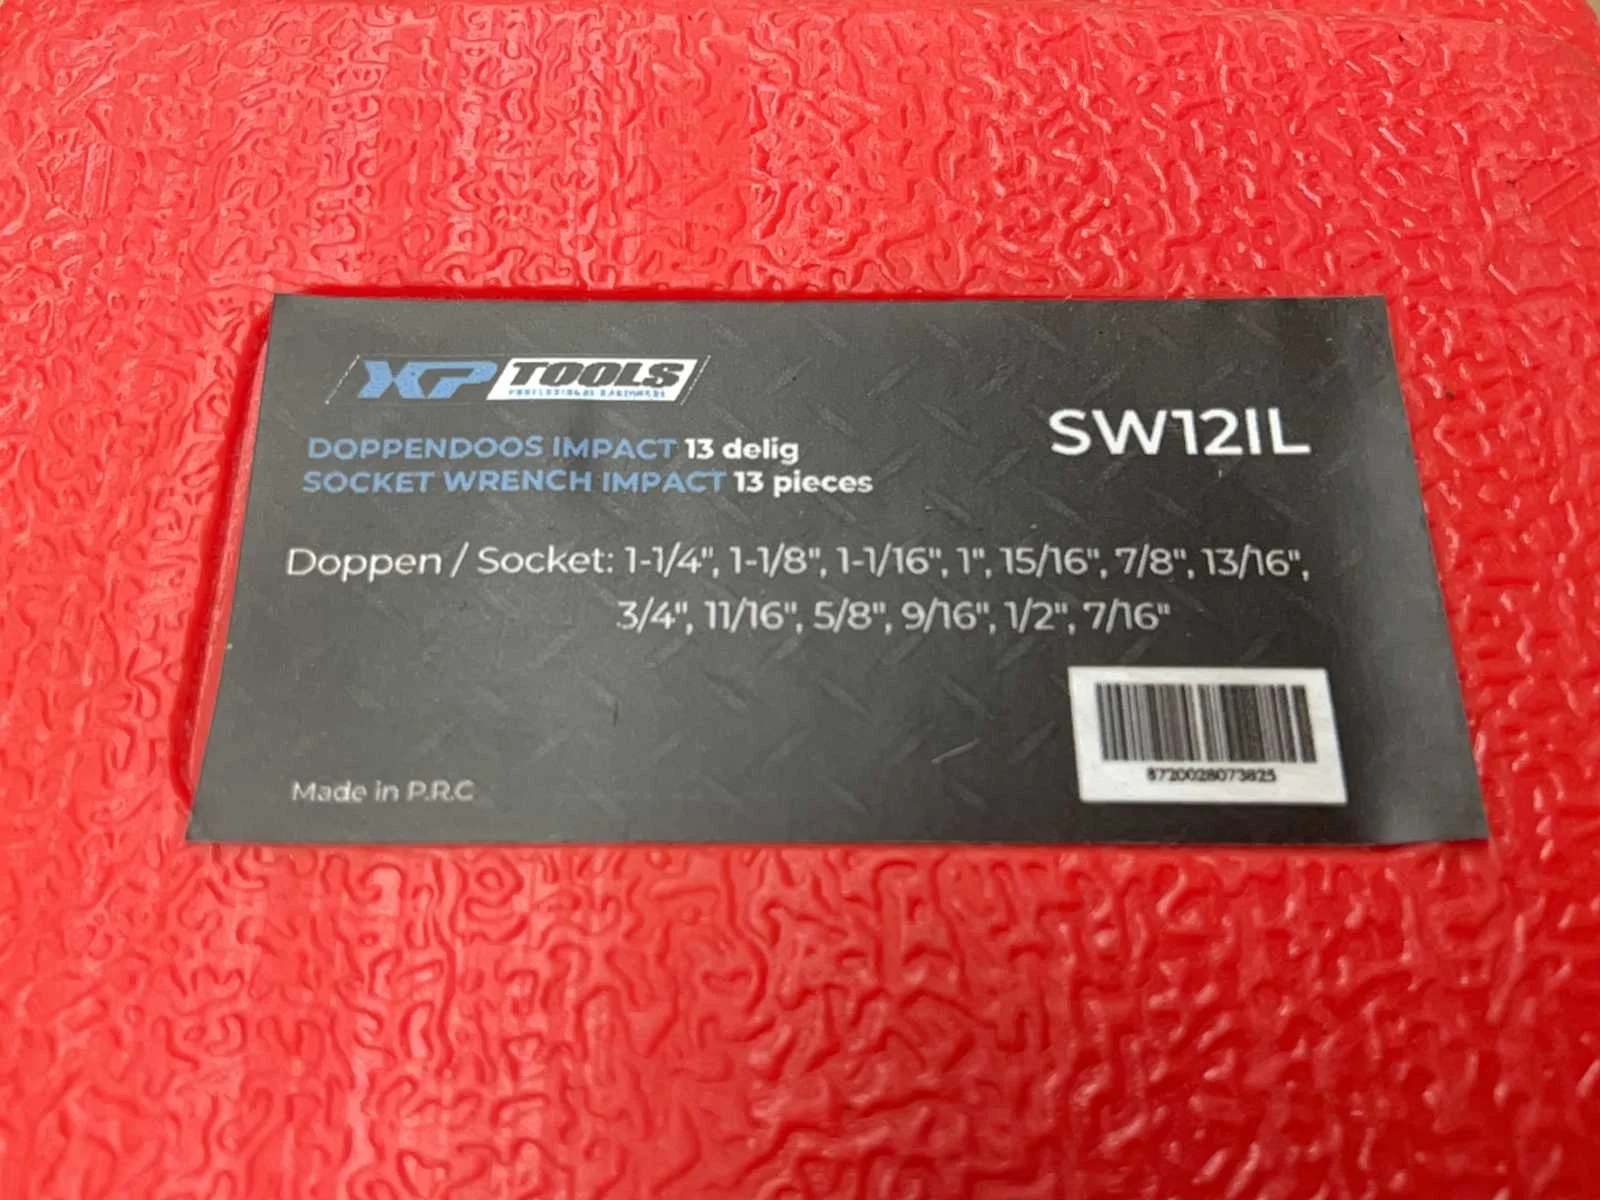 XP TOOLS
PROFESSIONAL HARDWARE
DOPPENDOOS IMPACT 13 delig
SOCKET WRENCH IMPACT 13 pieces
SW12IL
Doppen / Socket: 1-1/4", 1-1/8", 1-1/16", 1", 15/16", 7/8", 13/16",
3/4", 11/16", 5/8", 9/16", 1/2", 7/16"
Made in P.R.C
8720028073825